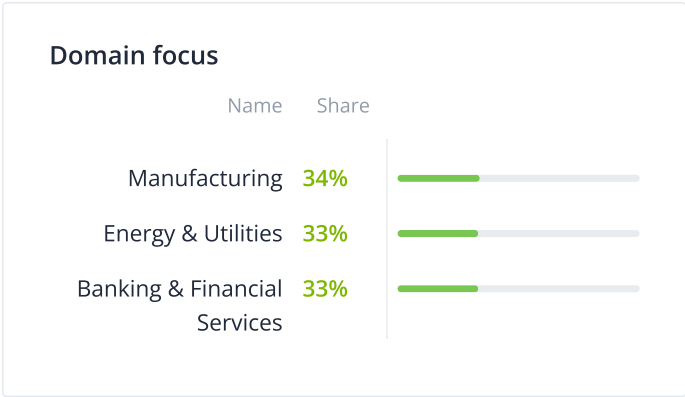 Domain focus
Name Share
Manufacturing 34%
Energy & Utilities 33%
Banking & Financial 33%
Services